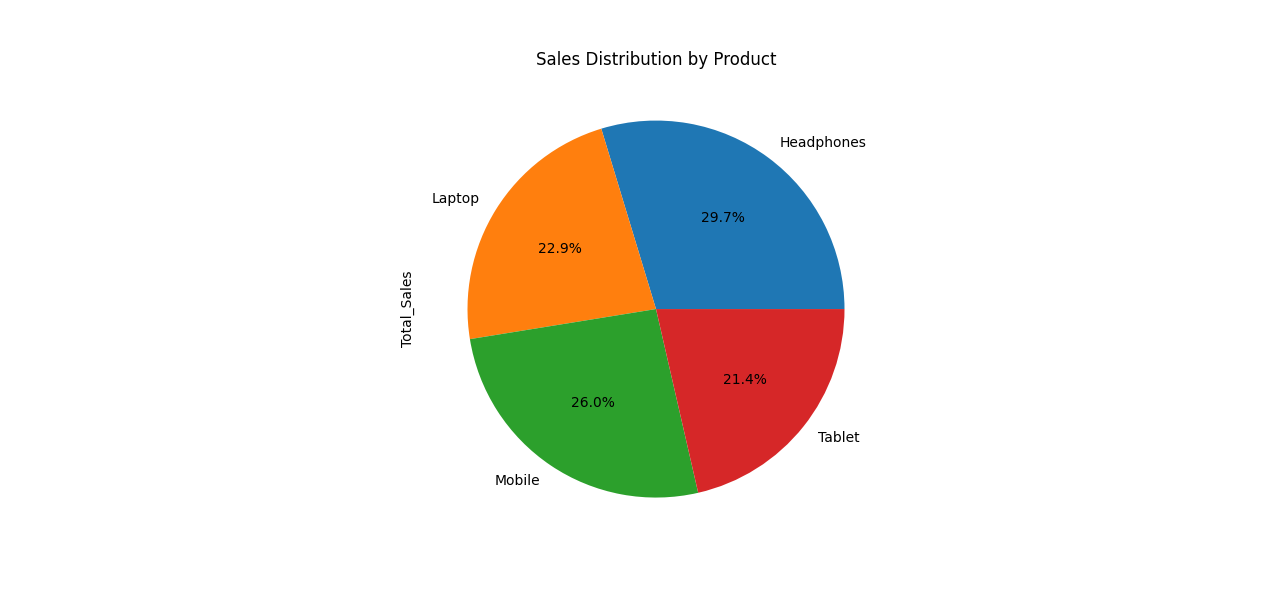 Sales Distribution by Product
Headphones
29.7%
Laptop
22.9%
Total_Sales
26.0%
Mobile
21.4%
Tablet